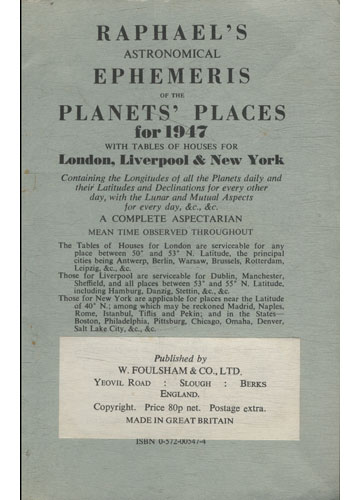 RAPHAEL'S
ASTRONOMICAL
EPHEMERIS
OF THE
PLANETS' PLACES
for 1947
WITH TABLES OF HOUSES FOR
London, Liverpool & New York
Containing the Longitudes of all the Planets daily and
their Latitudes and Declinations for every other
day, with the Lunar and Mutual Aspects
for every day, &c., &c.
A COMPLETE ASPECTARIAN
MEAN TIME OBSERVED THROUGHOUT
The Tables of Houses for London are serviceable for any
place between 50° and 53° N. Latitude, the principal
cities being Antwerp, Berlin, Warsaw, Brussels, Rotterdam,
Leipzig, &c., &c.
Those for Liverpool are serviceable for Dublin, Manchester,
Sheffield, and all places between 53° and 55° N. Latitude,
including Hamburg, Danzig, Stettin, &c., &c.
Those for New York are applicable for places near the Latitude
of 40° N.; among which may be reckoned Madrid, Naples,
Rome, Istanbul, Tiflis and Pekin; and in the States—
Boston, Philadelphia, Pittsburg, Chicago, Omaha, Denver,
Salt Lake City, &c., &c.
Published by
W. FOULSHAM & CO., LTD.
YEOVIL ROAD : SLOUGH : BERKS
ENGLAND.
Copyright. Price 80p net. Postage extra.
MADE IN GREAT BRITAIN
ISBN 0-572-00547-4